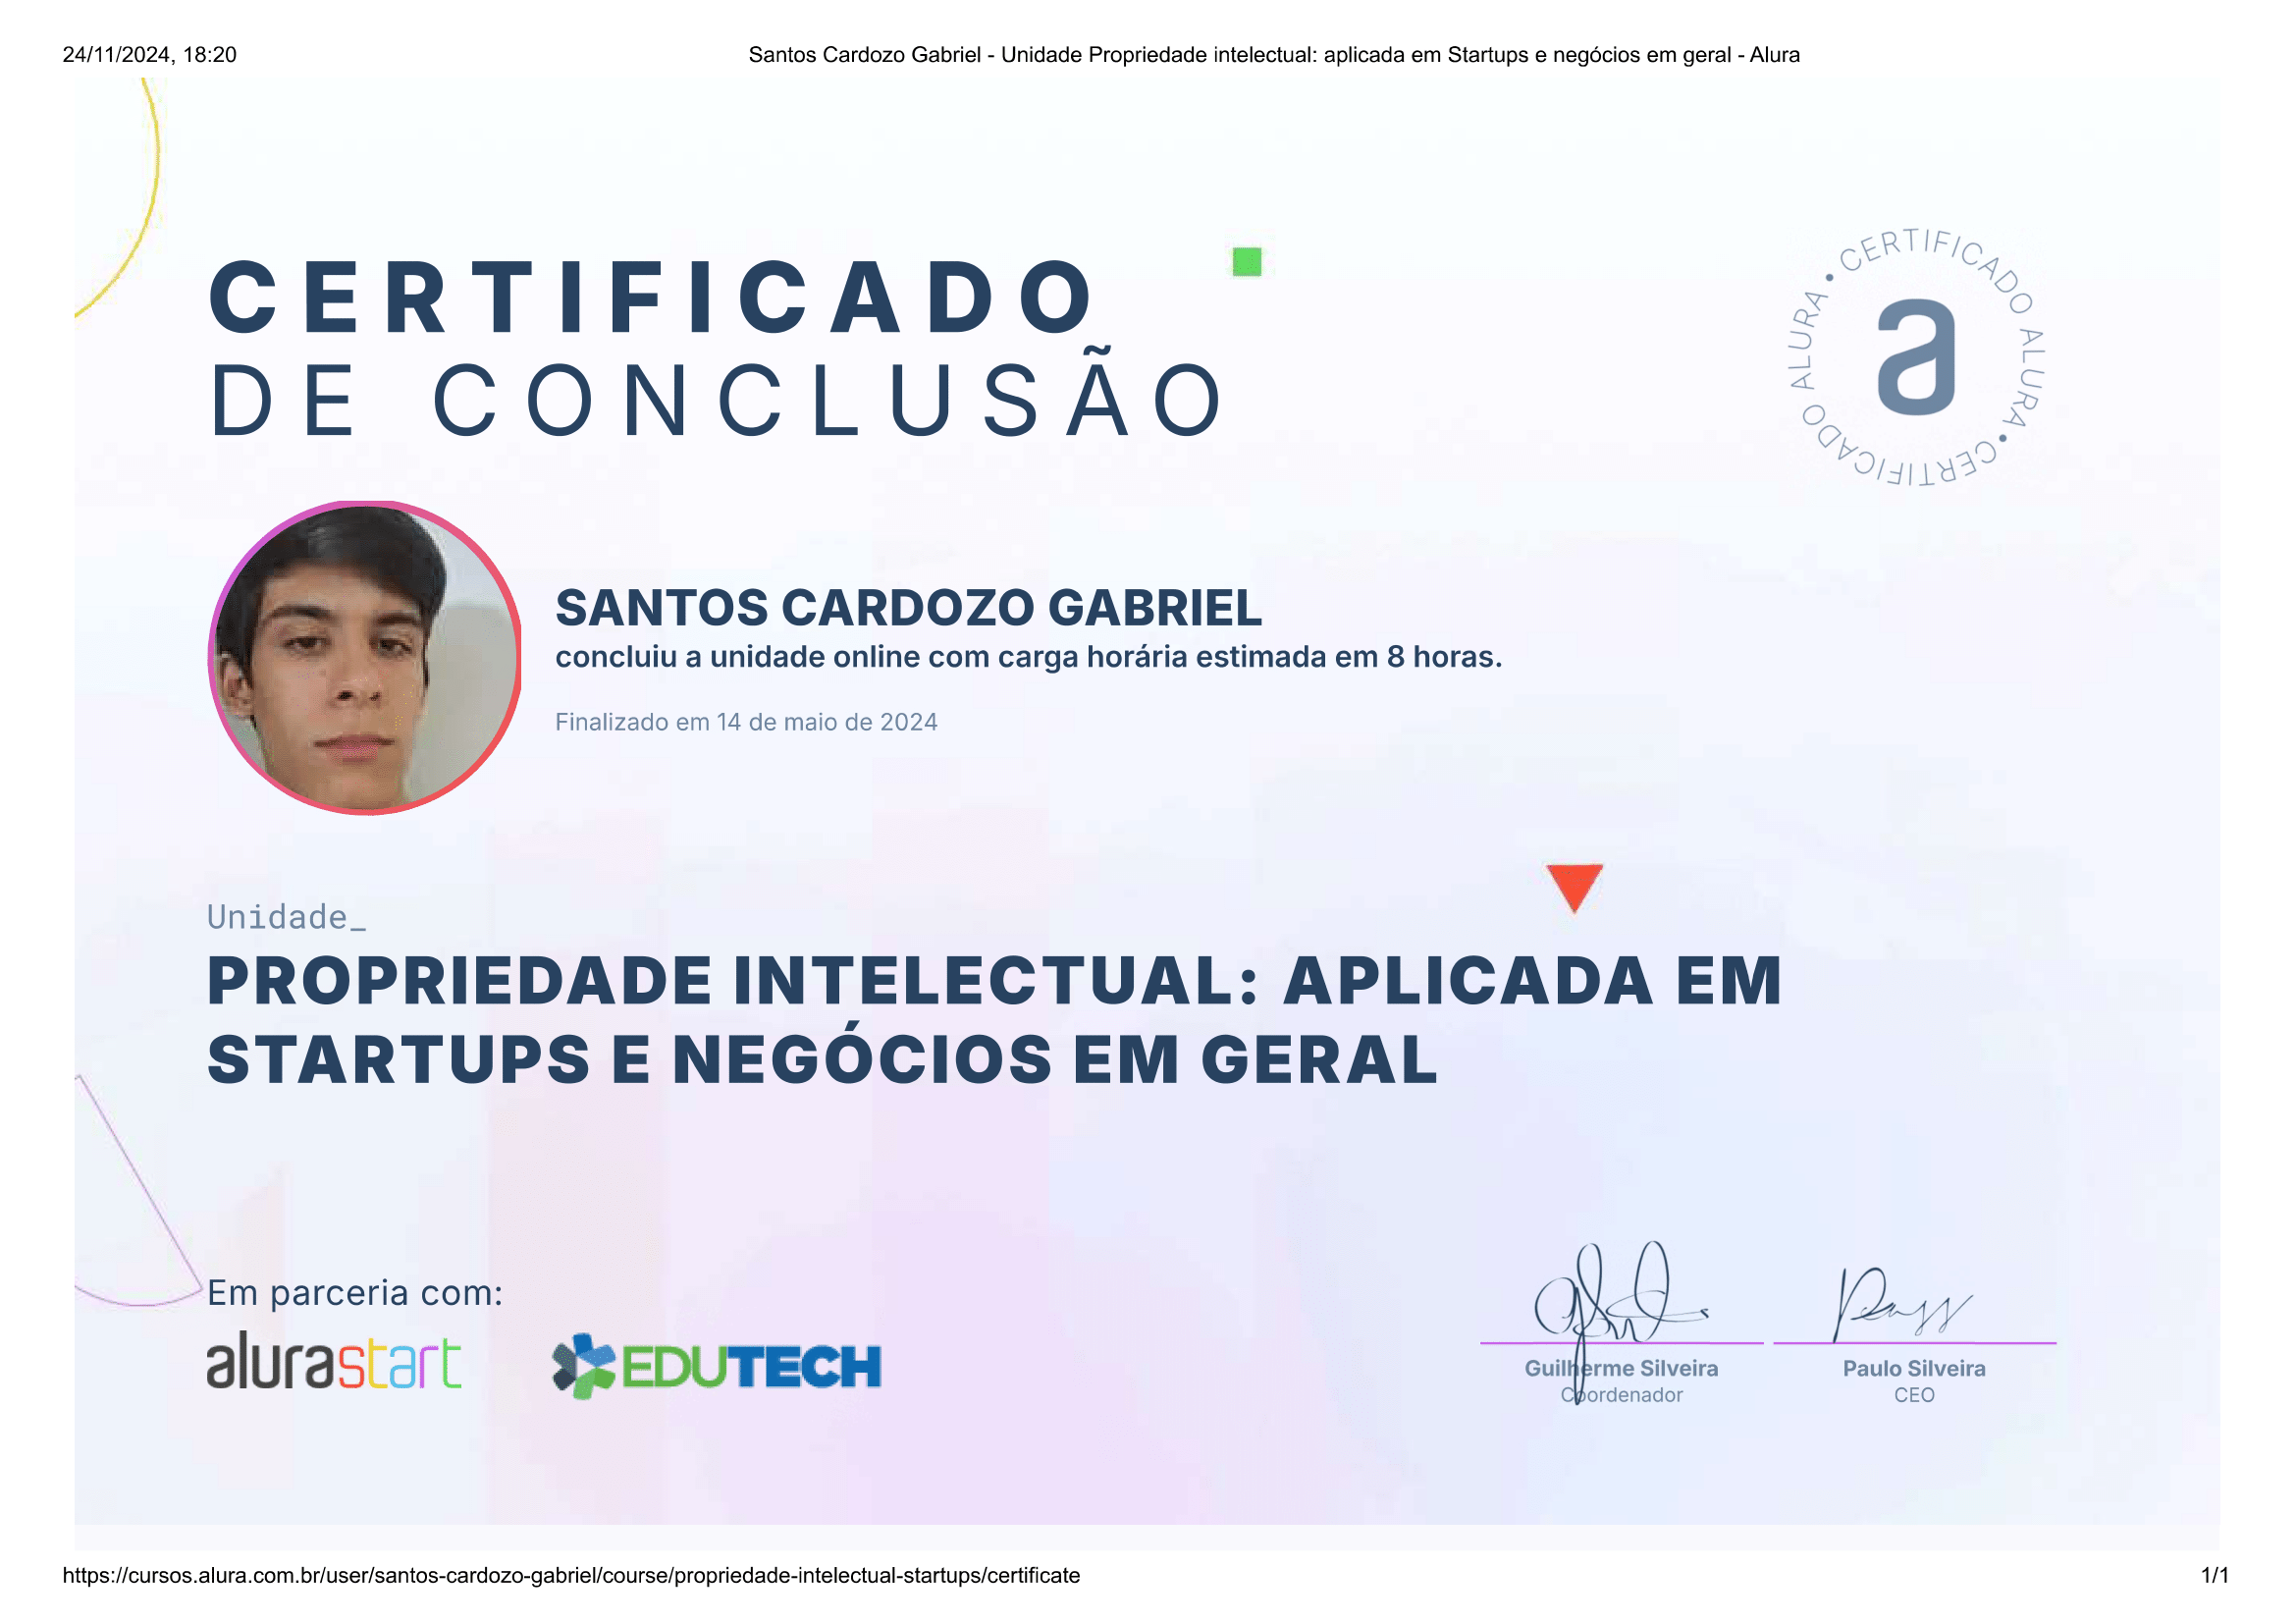 24/11/2024, 18:20
Santos Cardozo Gabriel - Unidade Propriedade intelectual: aplicada em Startups e negócios em geral - Alura
CERTIFICADO
DE CONCLUSÃO
CERTIFICADO ALURA • CERTIFICADO ALURA •
a
SANTOS CARDOZO GABRIEL
concluiu a unidade online com carga horária estimada em 8 horas.
Finalizado em 14 de maio de 2024
Unidade_
PROPRIEDADE INTELECTUAL: APLICADA EM
STARTUPS E NEGÓCIOS EM GERAL
Em parceria com:
alurastart
EDUTECH
Guilherme Silveira
Coordenador
Paulo Silveira
CEO
https://cursos.alura.com.br/user/santos-cardozo-gabriel/course/propriedade-intelectual-startups/certificate
1/1